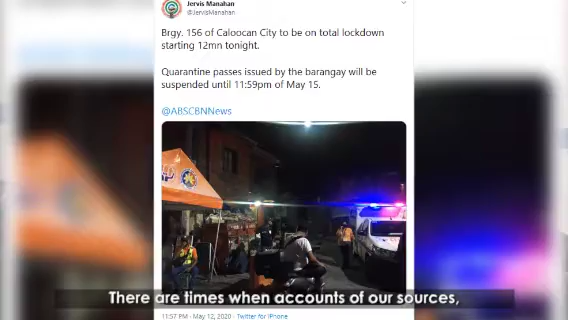 Jervis Manahan
@JervisManahan
Brgy. 156 of Caloocan City to be on total lockdown
starting 12mn tonight.
Quarantine passes issued by the barangay will be
suspended until 11:59pm of May 15.
@ABSCBNNews
There are times when accounts of our sources,
11:57 PM · May 12, 2020 · Twitter for iPhone